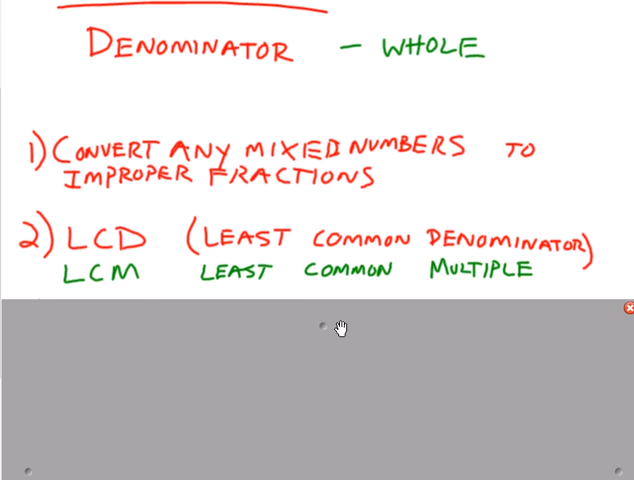 DENOMINATOR - WHOLE
1) CONVERT ANY MIXED NUMBERS TO
IMPROPER FRACTIONS
2) LCD (LEAST COMMON DENOMINATOR)
LCM LEAST COMMON MULTIPLE